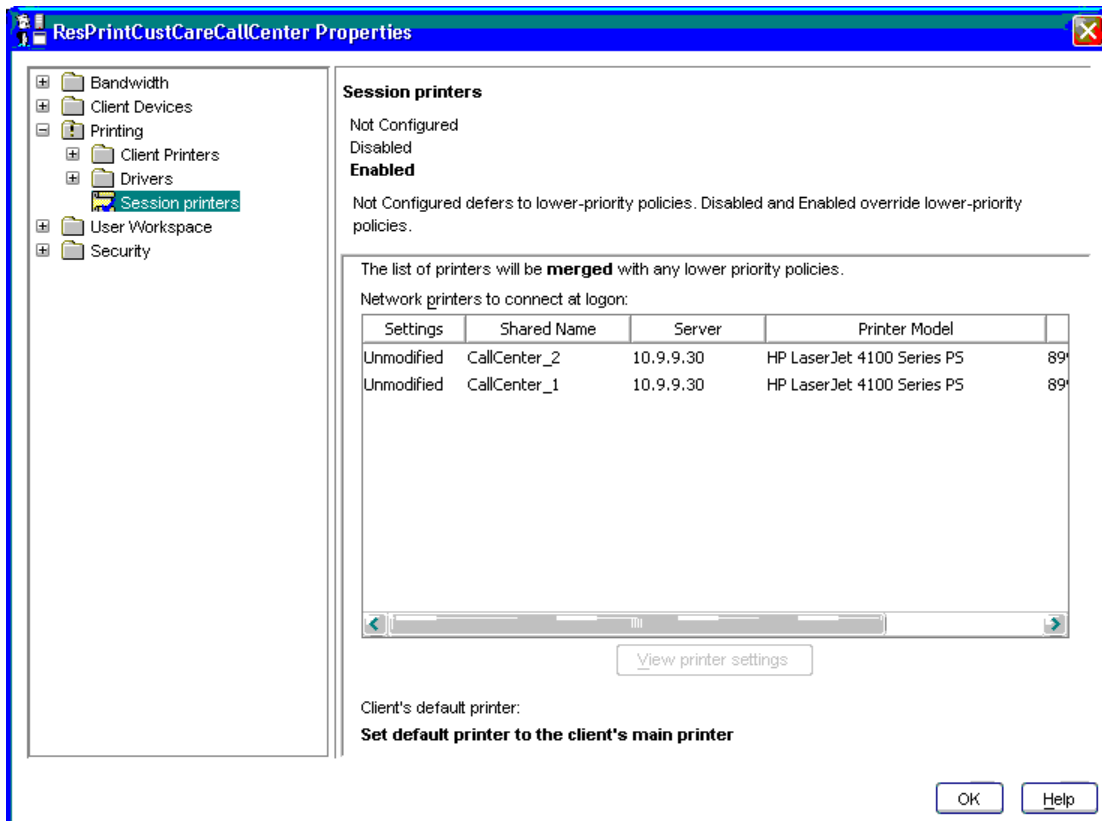 ResPrintCustCareCallCenter Properties
Bandwidth
Client Devices
Printing
Client Printers
Drivers
Session printers
User Workspace
Security
Session printers
Not Configured
Disabled
Enabled
Not Configured defers to lower-priority policies. Disabled and Enabled override lower-priority
policies.
The list of printers will be merged with any lower priority policies.
Network printers to connect at logon:
Settings Shared Name Server Printer Model
Unmodified CallCenter_2 10.9.9.30 HP LaserJet 4100 Series PS
Unmodified CallCenter_1 10.9.9.30 HP LaserJet 4100 Series PS
View printer settings
Client's default printer:
Set default printer to the client's main printer
OK Help